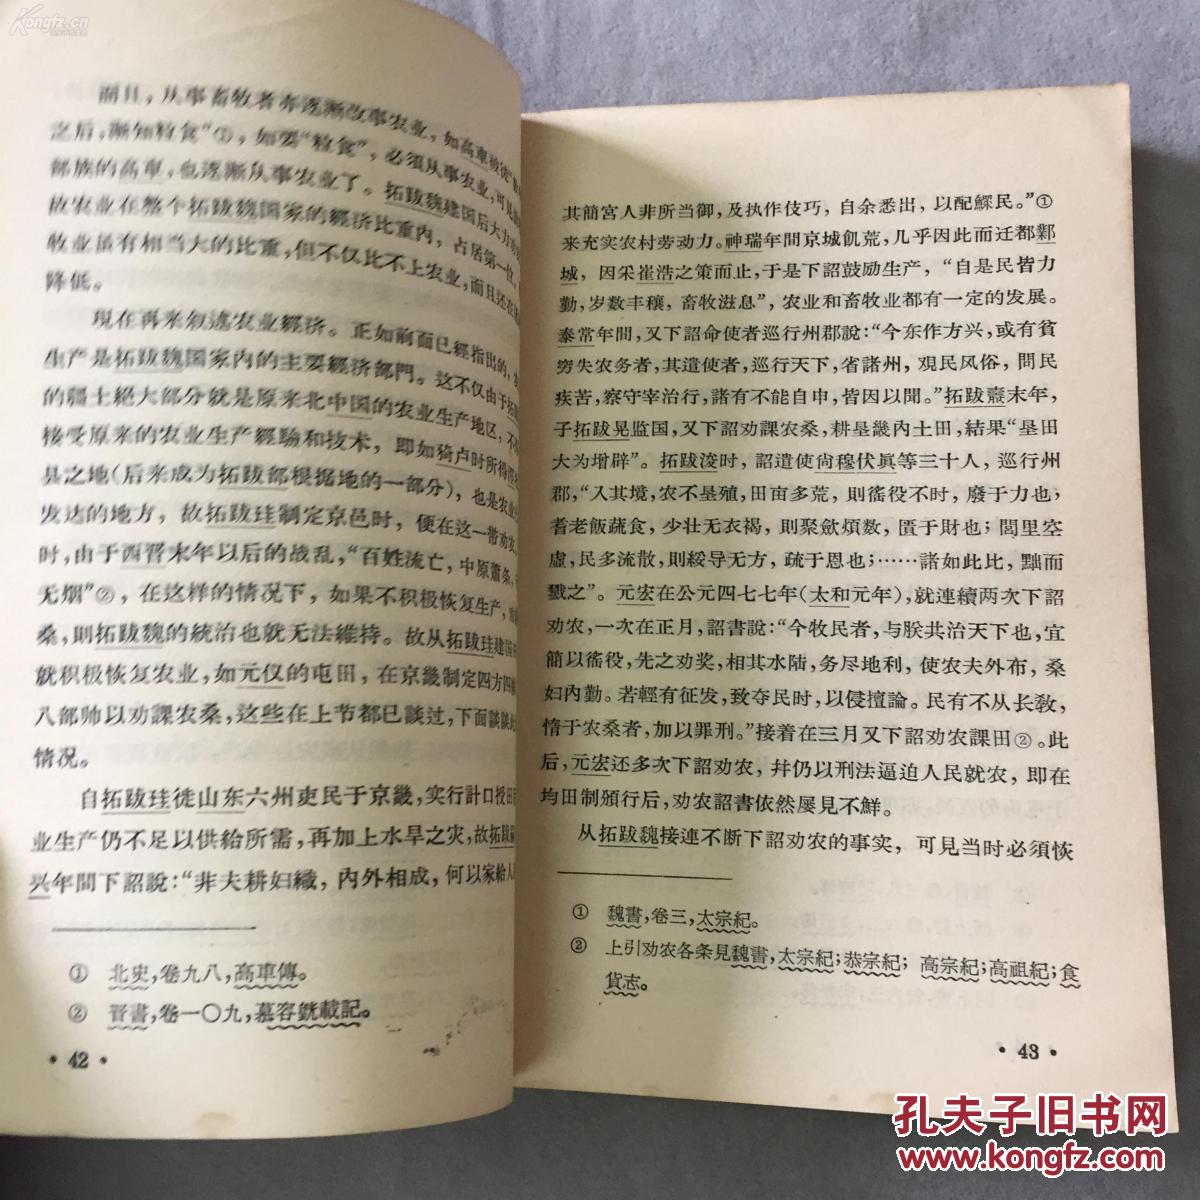 Kongfz.cn
而且，从事畜牧者亦逐漸改事农业，如高車被徙"
之后，漸知粒食"①，如要"粒食"，必须从事农业，可見
部族的高車，也逐漸从事农业了。拓跋魏建国后大力
故农业在整个拓跋魏国家的經济比重內，占居第一位，
牧业虽有相当大的比重，但不仅比不上农业，而且还在
降低。
現在再来叙述农业經济。正如前面已經指出的，
生产是拓跋魏国家內的主要經济部門。这不仅由于拓
的疆土絕大部分就是原来北中国的农业生产地区，不
接受原来的农业生产經驗和技术，即如猗卢时所得
县之地（后来成为拓跋部根据地的一部分），也是农业
发达的地方，故拓跋珪制定京邑时，便在这一带劝农
时，由于西晋末年以后的战乱，"百姓流亡，中原蕭条，
无烟"②，在这样的情况下，如果不积极恢复生产，
桑，則拓跋魏的統治也就无法維持。故从拓跋珪建国
就积极恢复农业，如元仪的屯田，在京畿制定四方四
八部帅以劝課农桑，这些在上节都已談过，下面談談
情况。
自拓跋珪徙山东六州吏民于京畿，实行計口授田
业生产仍不足以供給所需，再加上水旱之灾，故拓跋
兴年間下詔說："非夫耕妇織，內外相成，何以家給人
① 北史，卷九八，高車傳。
② 晋書，卷一〇九，慕容皝載記。
• 42 •
其簡宮人非所当御，及执作伎巧，自余悉出，以配鰥民。"①
来充实农村劳动力。神瑞年間京城飢荒，几乎因此而迁都鄴
城，因采崔浩之策而止，于是下詔鼓励生产，"自是民皆力
勤，岁数丰穰，畜牧滋息"，农业和畜牧业都有一定的发展。
泰常年間，又下詔命使者巡行州郡說："今东作方兴，或有貧
穷失农务者，其遣使者，巡行天下，省諸州，观民风俗，問民
疾苦，察守宰治行，諸有不能自申，皆因以聞。"拓跋燾末年，
子拓跋晃监国，又下詔劝課农桑，耕垦畿內土田，結果"垦田
大为增辟"。拓跋濬时，詔遣使尙穆伏眞等三十人，巡行州
郡，"入其境，农不垦殖，田亩多荒，則徭役不时，廢于力也；
耆老飯蔬食，少壮无衣褐，則聚歛煩数，匱于財也；閭里空
虛，民多流散，則綏导无方，疏于恩也；……諸如此比，黜而
戮之"。元宏在公元四七七年（太和元年），就連續两次下詔
劝农，一次在正月，詔書說："今牧民者，与朕共治天下也，宜
簡以徭役，先之劝奖，相其水陆，务尽地利，使农夫外布，桑
妇內勤。若輕有征发，致夺民时，以侵擅論。民有不从长敎，
惰于农桑者，加以罪刑。"接着在三月又下詔劝农課田②。此
后，元宏还多次下詔劝农，幷仍以刑法逼迫人民就农，即在
均田制頒行后，劝农詔書依然屡見不鮮。
从拓跋魏接連不断下詔劝农的事实，可見当时必須恢
① 魏書，卷三，太宗紀。
② 上引劝农各条見魏書，太宗紀；恭宗紀；高宗紀；高祖紀；食
貨志。
• 43 •
孔夫子旧书网
www.kongfz.com